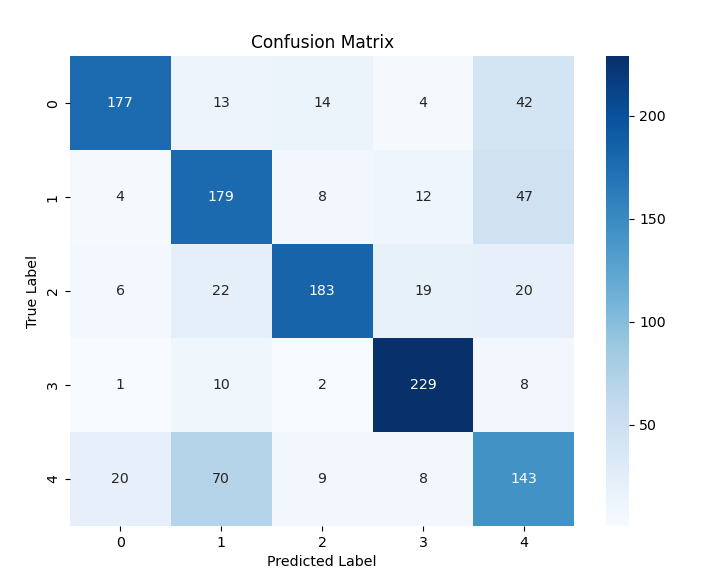 Confusion Matrix
True Label
0 177 13 14 4 42
1 4 179 8 12 47
2 6 22 183 19 20
3 1 10 2 229 8
4 20 70 9 8 143
0 1 2 3 4
Predicted Label
200
150
100
50